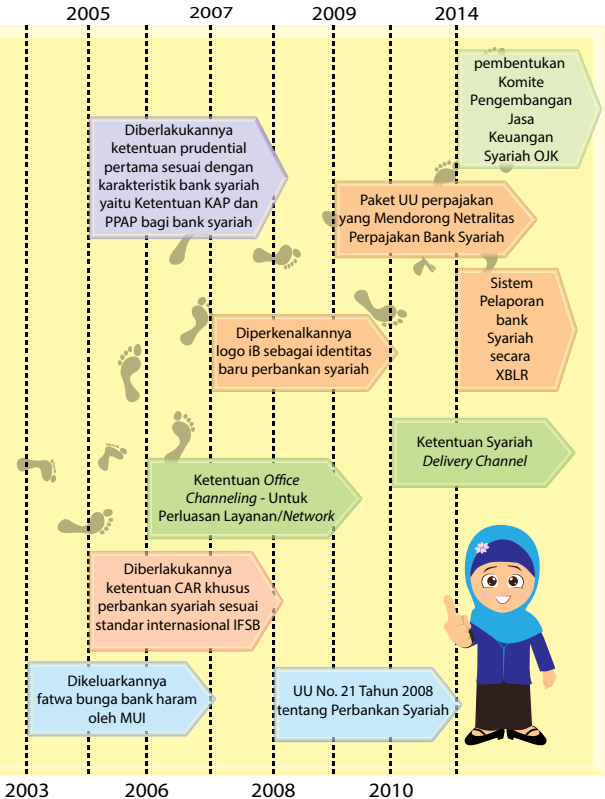 2005
2007
2009
2014
pembentukan
Komite
Pengembangan
Jasa
Keuangan
Syariah OJK
Diberlakukannya
ketentuan prudential
pertama sesuai dengan
karakteristik bank syariah
yaitu Ketentuan KAP dan
PPAP bagi bank syariah
Paket UU perpajakan
yang Mendorong Netralitas
Perpajakan Bank Syariah
Sistem
Pelaporan
bank
Syariah
secara
XBLR
Diperkenalkannya
logo iB sebagai identitas
baru perbankan syariah
Ketentuan Syariah
Delivery Channel
Ketentuan Office
Channeling - Untuk
Perluasan Layanan/Network
Diberlakukannya
ketentuan CAR khusus
perbankan syariah sesuai
standar internasional IFSB
Dikeluarkannya
fatwa bunga bank haram
oleh MUI
UU No. 21 Tahun 2008
tentang Perbankan Syariah
2003
2006
2008
2010